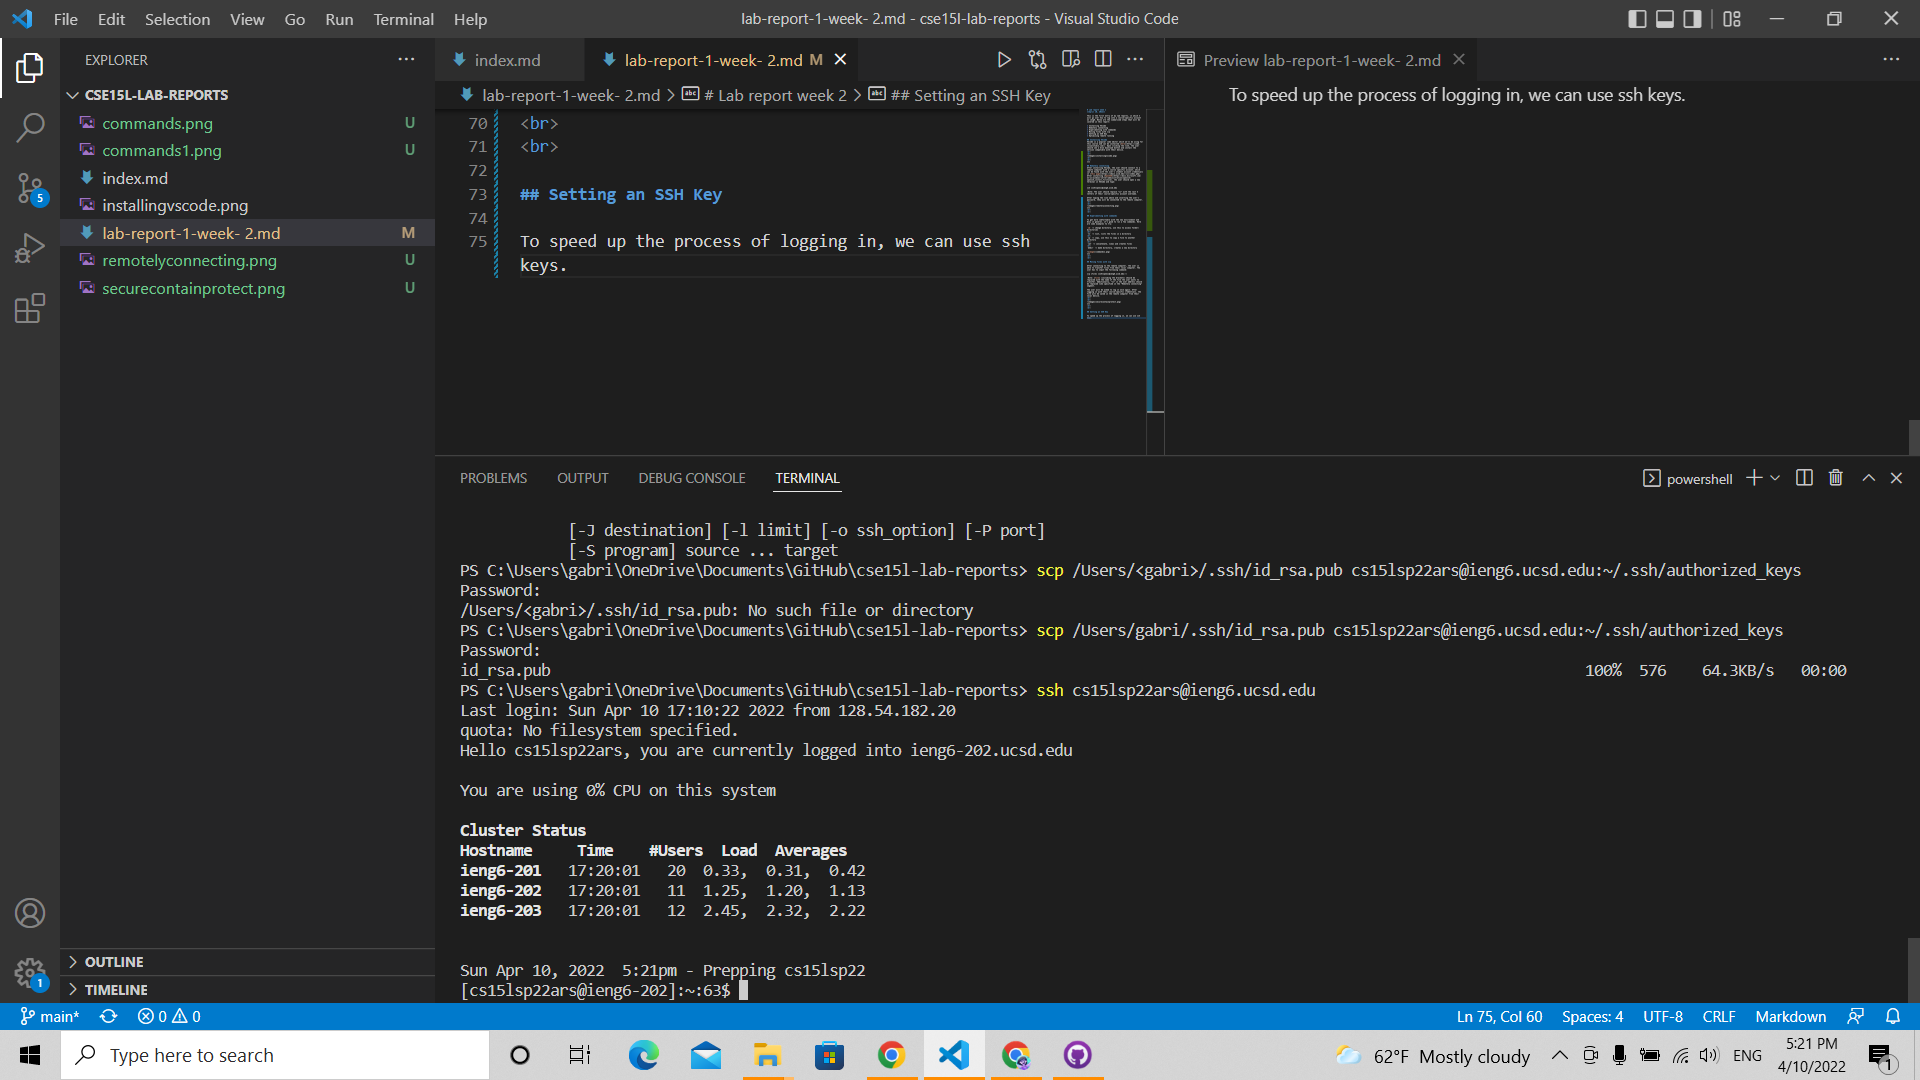 File Edit Selection View Go Run Terminal Help
lab-report-1-week- 2.md - cse15l-lab-reports - Visual Studio Code
EXPLORER
index.md
lab-report-1-week- 2.md M
Preview lab-report-1-week- 2.md
CSE15L-LAB-REPORTS
lab-report-1-week- 2.md > # Lab report week 2 > ## Setting an SSH Key
To speed up the process of logging in, we can use ssh keys.
commands.png U
commands1.png U
index.md
installingvscode.png
lab-report-1-week- 2.md M
remotelyconnecting.png U
securecontainprotect.png U
5
70 <br>
71 <br>
72
73 ## Setting an SSH Key
74
75 To speed up the process of logging in, we can use ssh
keys.
PROBLEMS OUTPUT DEBUG CONSOLE TERMINAL
powershell
[-J destination] [-l limit] [-o ssh_option] [-P port]
[-S program] source ... target
PS C:\Users\gabri\OneDrive\Documents\GitHub\cse15l-lab-reports> scp /Users/<gabri>/.ssh/id_rsa.pub cs15lsp22ars@ieng6.ucsd.edu:~/.ssh/authorized_keys
Password:
/Users/<gabri>/.ssh/id_rsa.pub: No such file or directory
PS C:\Users\gabri\OneDrive\Documents\GitHub\cse15l-lab-reports> scp /Users/gabri/.ssh/id_rsa.pub cs15lsp22ars@ieng6.ucsd.edu:~/.ssh/authorized_keys
Password:
id_rsa.pub 100% 576 64.3KB/s 00:00
PS C:\Users\gabri\OneDrive\Documents\GitHub\cse15l-lab-reports> ssh cs15lsp22ars@ieng6.ucsd.edu
Last login: Sun Apr 10 17:10:22 2022 from 128.54.182.20
quota: No filesystem specified.
Hello cs15lsp22ars, you are currently logged into ieng6-202.ucsd.edu
You are using 0% CPU on this system
Cluster Status
Hostname Time #Users Load Averages
ieng6-201 17:20:01 20 0.33, 0.31, 0.42
ieng6-202 17:20:01 11 1.25, 1.20, 1.13
ieng6-203 17:20:01 12 2.45, 2.32, 2.22
Sun Apr 10, 2022 5:21pm - Prepping cs15lsp22
[cs15lsp22ars@ieng6-202]:~:63$
OUTLINE
1
TIMELINE
main* 0 0
Ln 75, Col 60 Spaces: 4 UTF-8 CRLF Markdown
Type here to search
62°F Mostly cloudy
ENG
5:21 PM
4/10/2022
1